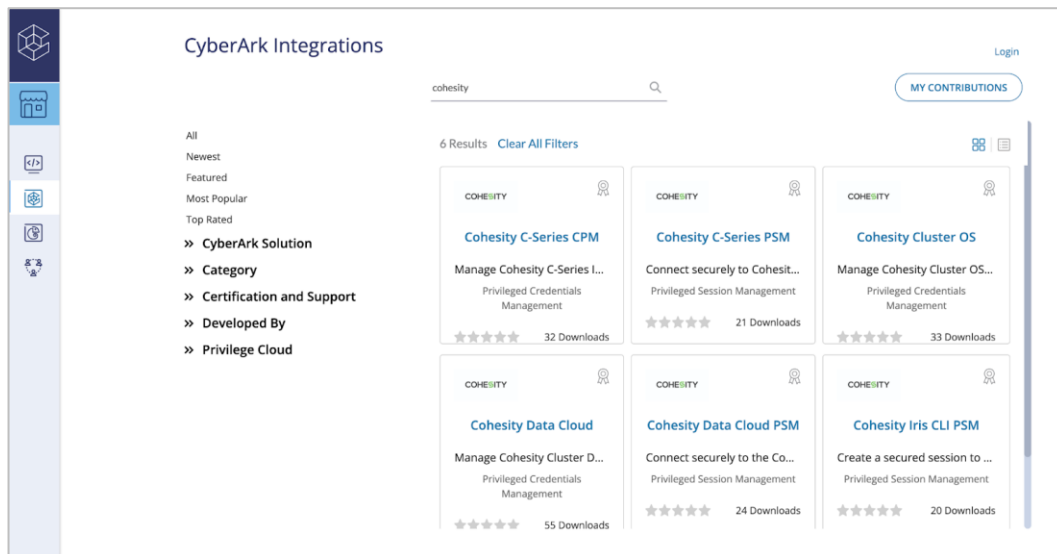 CyberArk Integrations
Login
cohesity
MY CONTRIBUTIONS
All
Newest
Featured
Most Popular
Top Rated
» CyberArk Solution
» Category
» Certification and Support
» Developed By
» Privilege Cloud
6 Results Clear All Filters
COHESITY
Cohesity C-Series CPM
Manage Cohesity C-Series I...
Privileged Credentials
Management
32 Downloads
COHESITY
Cohesity C-Series PSM
Connect securely to Cohesit...
Privileged Session Management
21 Downloads
COHESITY
Cohesity Cluster OS
Manage Cohesity Cluster OS...
Privileged Credentials
Management
33 Downloads
COHESITY
Cohesity Data Cloud
Manage Cohesity Cluster D...
Privileged Credentials
Management
55 Downloads
COHESITY
Cohesity Data Cloud PSM
Connect securely to the Co...
Privileged Session Management
24 Downloads
COHESITY
Cohesity Iris CLI PSM
Create a secured session to ...
Privileged Session Management
20 Downloads